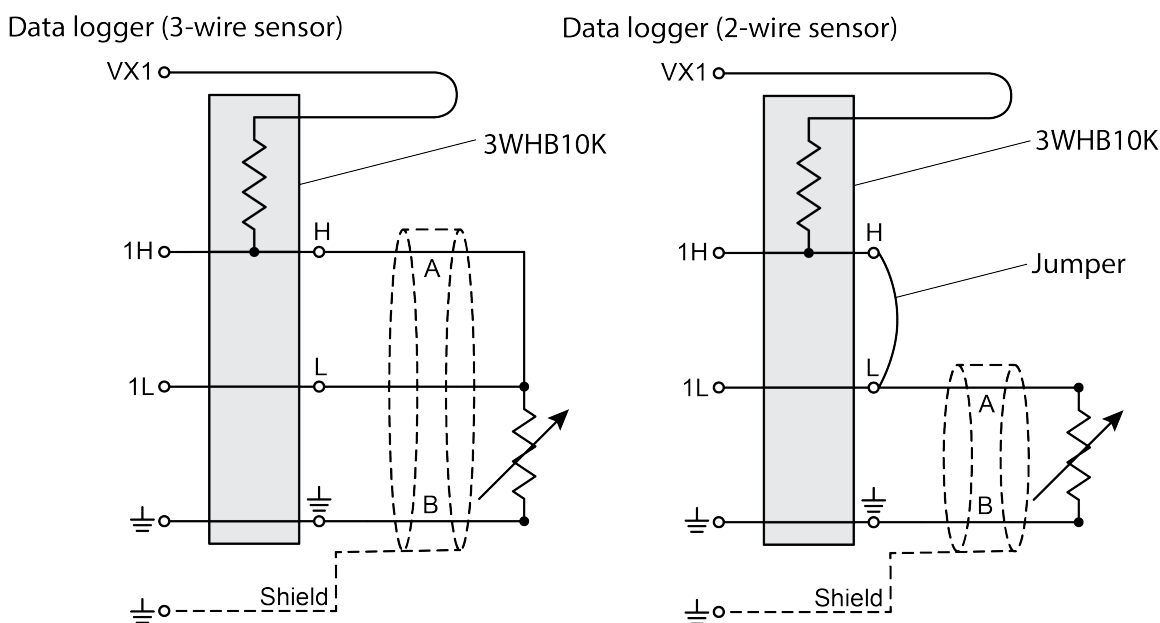 Data logger (3-wire sensor)
VX1
3WHB10K
1H
H
A
1L
L
B
Shield
Data logger (2-wire sensor)
VX1
3WHB10K
1H
H
Jumper
1L
L
A
B
Shield